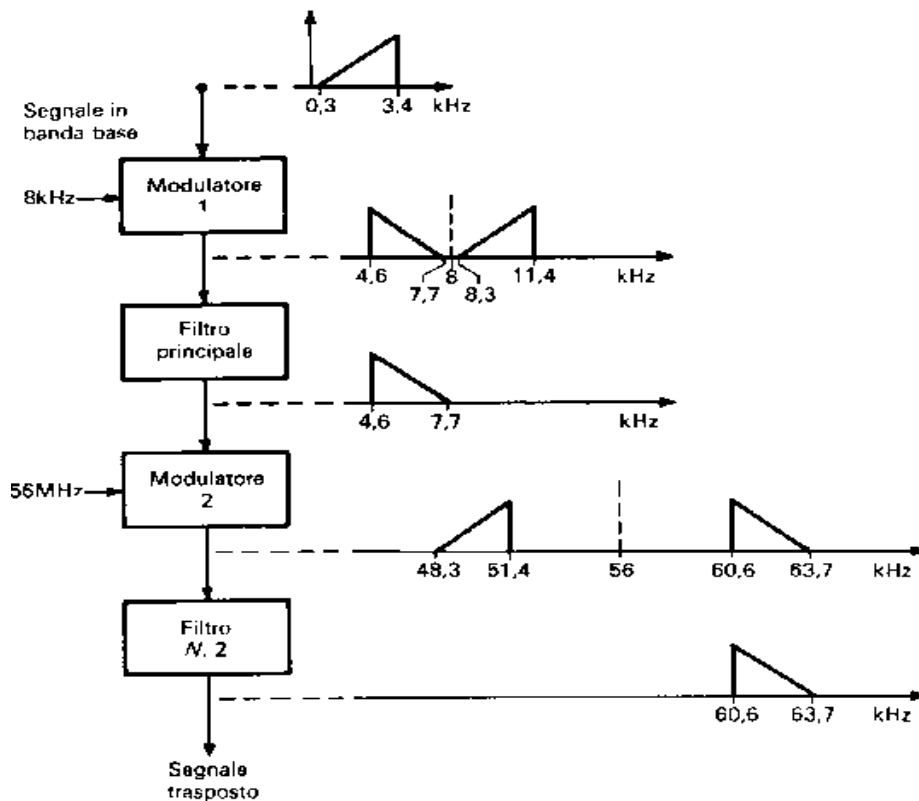 0,3 3,4 kHz
Segnale in
banda base
8kHz
Modulatore
1
4,6 8 11,4 kHz
7,7 8,3
Filtro
principale
4,6 7,7 kHz
56MHz
Modulatore
2
48,3 51,4 56 60,6 63,7 kHz
Filtro
N. 2
60,6 63,7 kHz
Segnale
trasposto